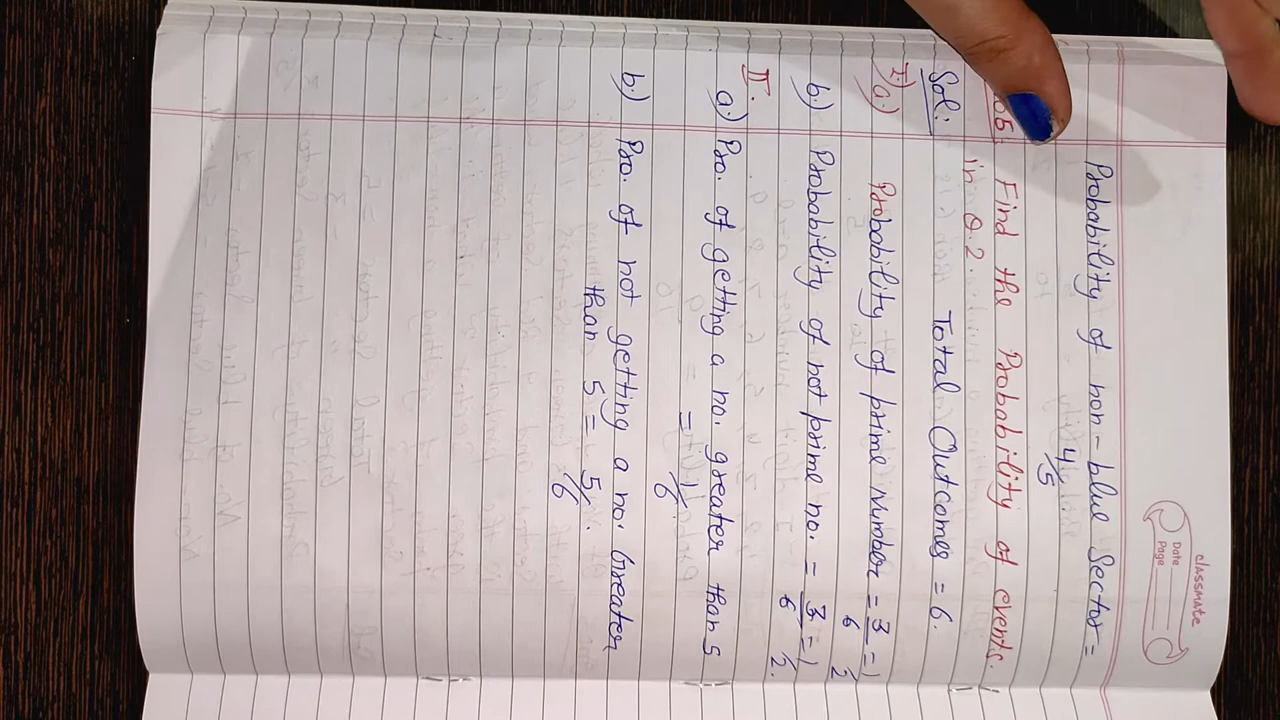 classmate
Date
Page
Probability of non-blue Sector =
4/5
Find the Probability of events.
in Q.2.
Sol: Total Outcomes = 6.
I. a.) Probability of prime number = 3/6 = 1/2
b.) Probability of not prime no. = 3/6 = 1/2.
II.
a.) Pro. of getting a no. greater than 5
= 1/6
b.) Pro. of not getting a no. Greater
than 5 = 5/6.